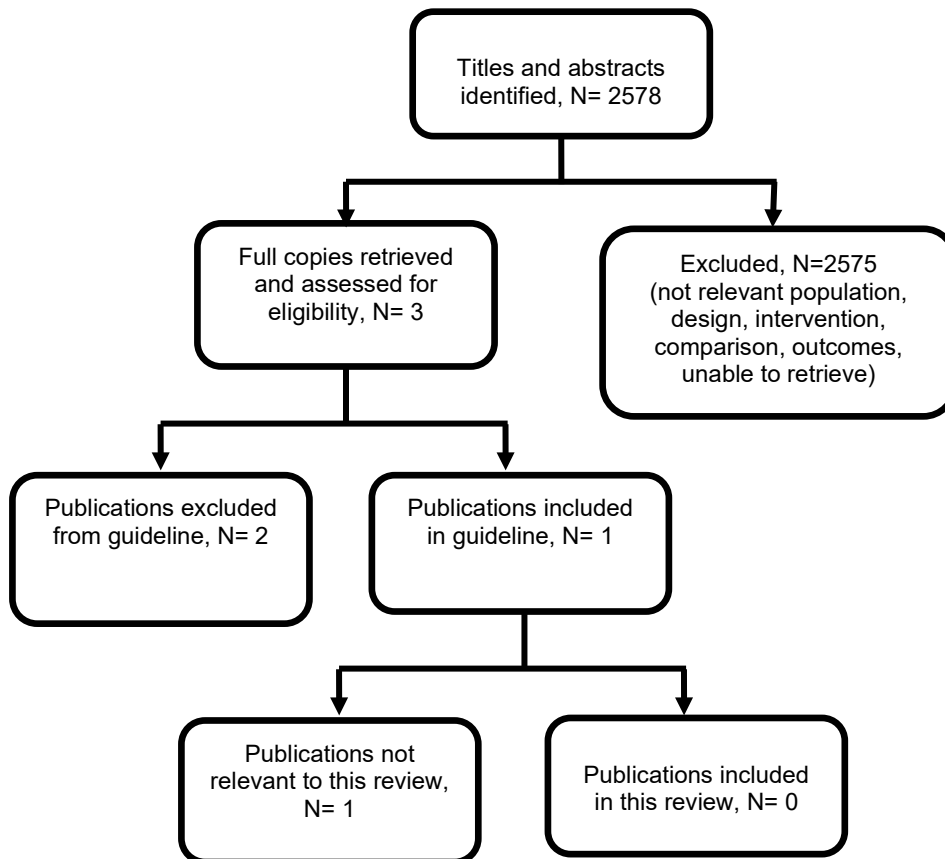 Titles and abstracts
identified, N= 2578
Full copies retrieved
and assessed for
eligibility, N= 3
Excluded, N=2575
(not relevant population,
design, intervention,
comparison, outcomes,
unable to retrieve)
Publications excluded
from guideline, N= 2
Publications included
in guideline, N= 1
Publications not
relevant to this review,
N= 1
Publications included
in this review, N= 0